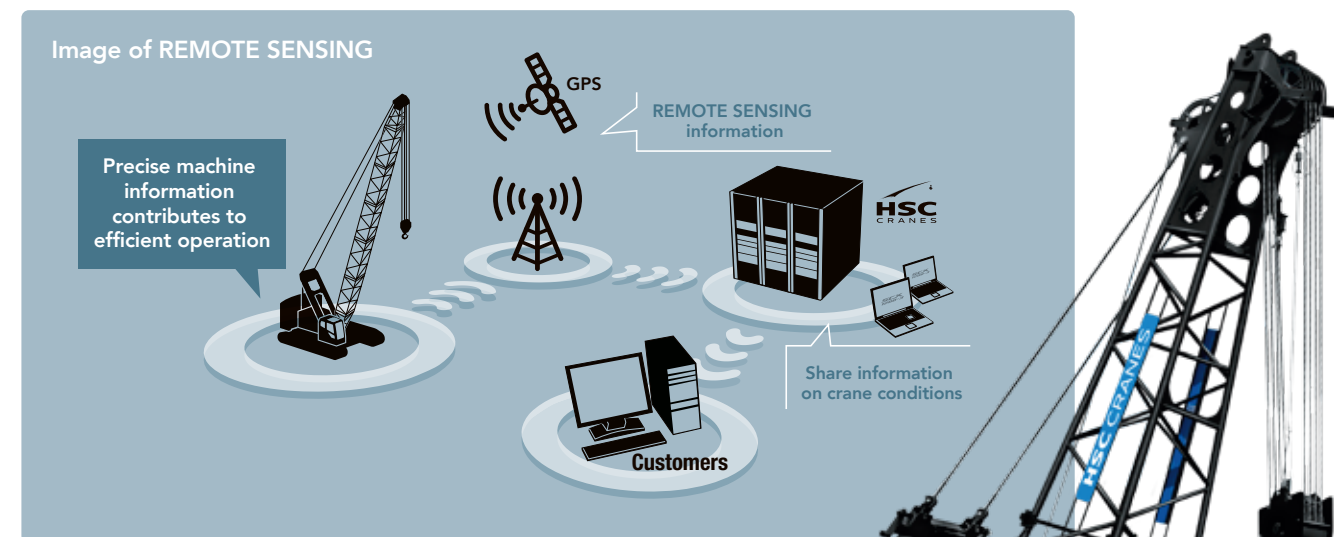 Image of REMOTE SENSING
GPS
REMOTE SENSING
information
Precise machine
information
contributes to
efficient operation
HSC
CRANES
Share information
on crane conditions
Customers
HSC CRANES